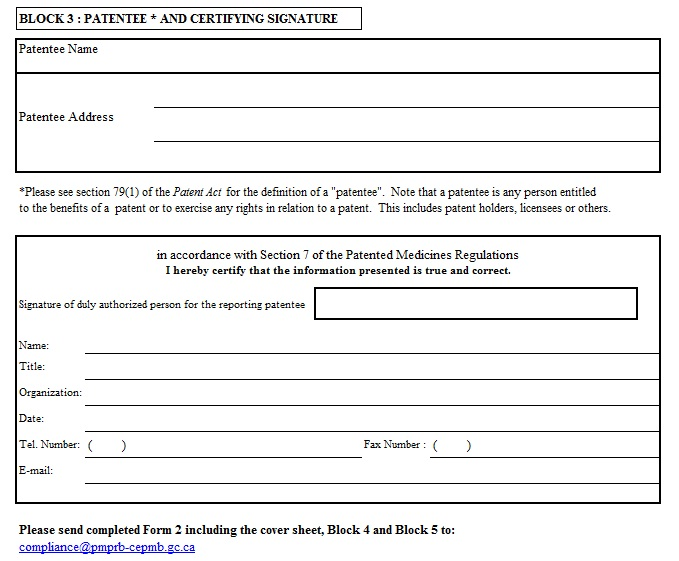 BLOCK 3 : PATENTEE * AND CERTIFYING SIGNATURE
Patentee Name
Patentee Address
*Please see section 79(1) of the Patent Act for the definition of a "patentee". Note that a patentee is any person entitled
to the benefits of a patent or to exercise any rights in relation to a patent. This includes patent holders, licensees or others.
in accordance with Section 7 of the Patented Medicines Regulations
I hereby certify that the information presented is true and correct.
Signature of duly authorized person for the reporting patentee
Name:
Title:
Organization:
Date:
Tel. Number: ( ) Fax Number : ( )
E-mail:
Please send completed Form 2 including the cover sheet, Block 4 and Block 5 to:
compliance@pmprb-cepmb.gc.ca